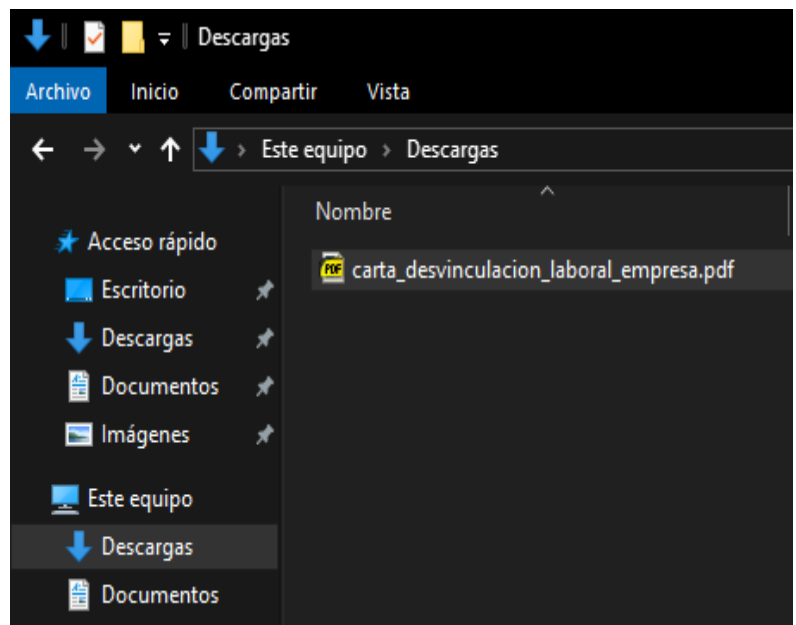 Descargas
Archivo Inicio Compartir Vista
Este equipo > Descargas
Nombre
Acceso rápido
PDF carta_desvinculacion_laboral_empresa.pdf
Escritorio
Descargas
Documentos
Imágenes
Este equipo
Descargas
Documentos